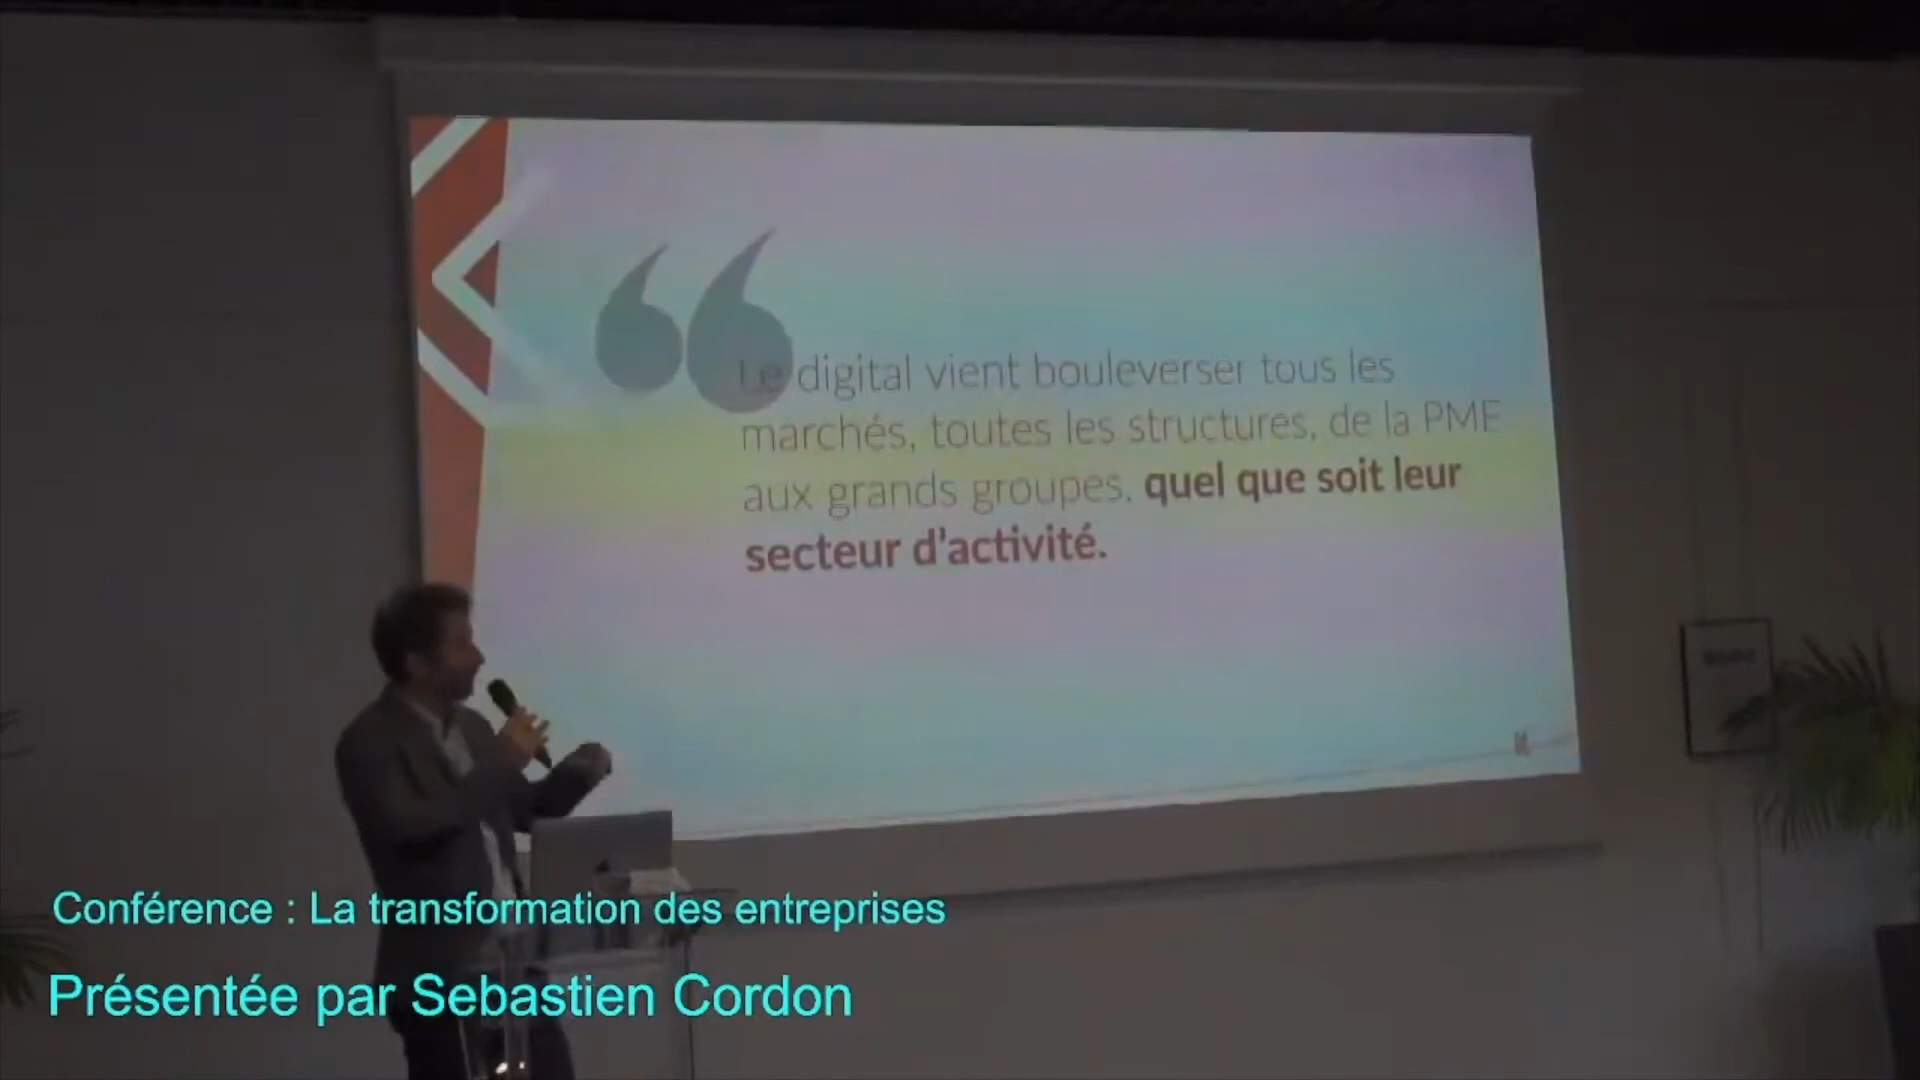 Le digital vient bouleverser tous les
marchés, toutes les structures, de la PME
aux grands groupes, quel que soit leur
secteur d'activité.
Conférence : La transformation des entreprises
Présentée par Sebastien Cordon